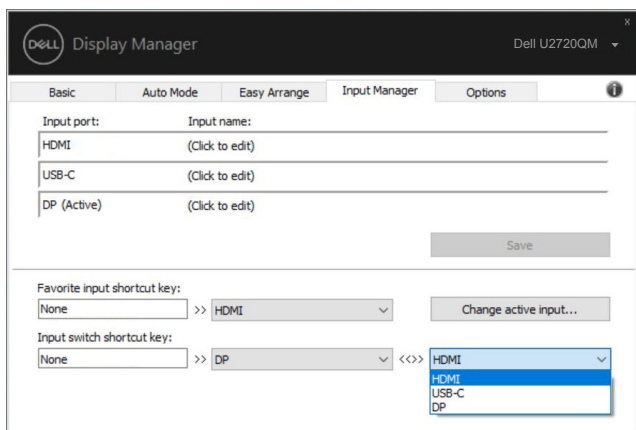 x
DELL Display Manager Dell U2720QM
Basic Auto Mode Easy Arrange Input Manager Options i
Input port: Input name:
HDMI (Click to edit)
USB-C (Click to edit)
DP (Active) (Click to edit)
Save
Favorite input shortcut key:
None >> HDMI Change active input...
Input switch shortcut key:
None >> DP <<>> HDMI
HDMI
USB-C
DP